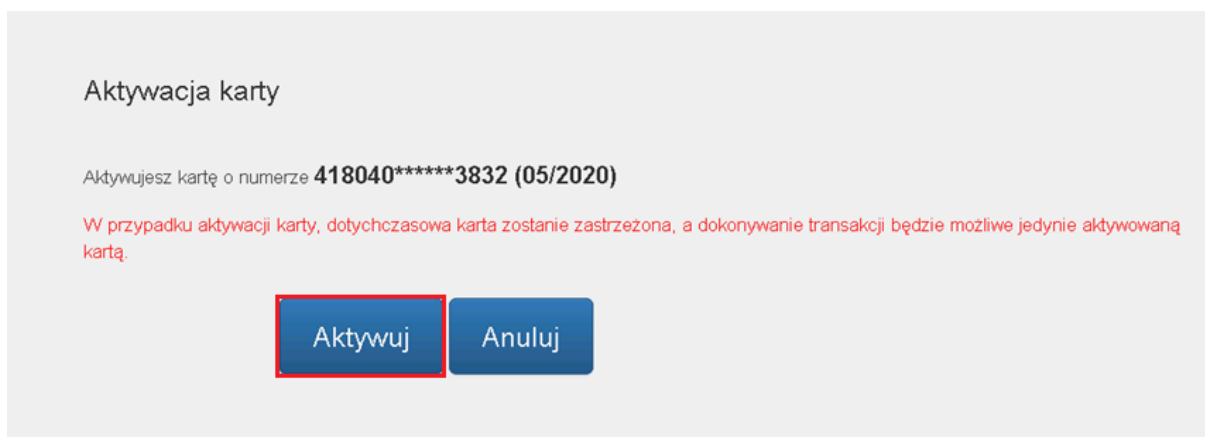 Aktywacja karty
Aktywujesz kartę o numerze 418040******3832 (05/2020)
W przypadku aktywacji karty, dotychczasowa karta zostanie zastrzeżona, a dokonywanie transakcji będzie możliwe jedynie aktywowaną
kartą.
Aktywuj Anuluj